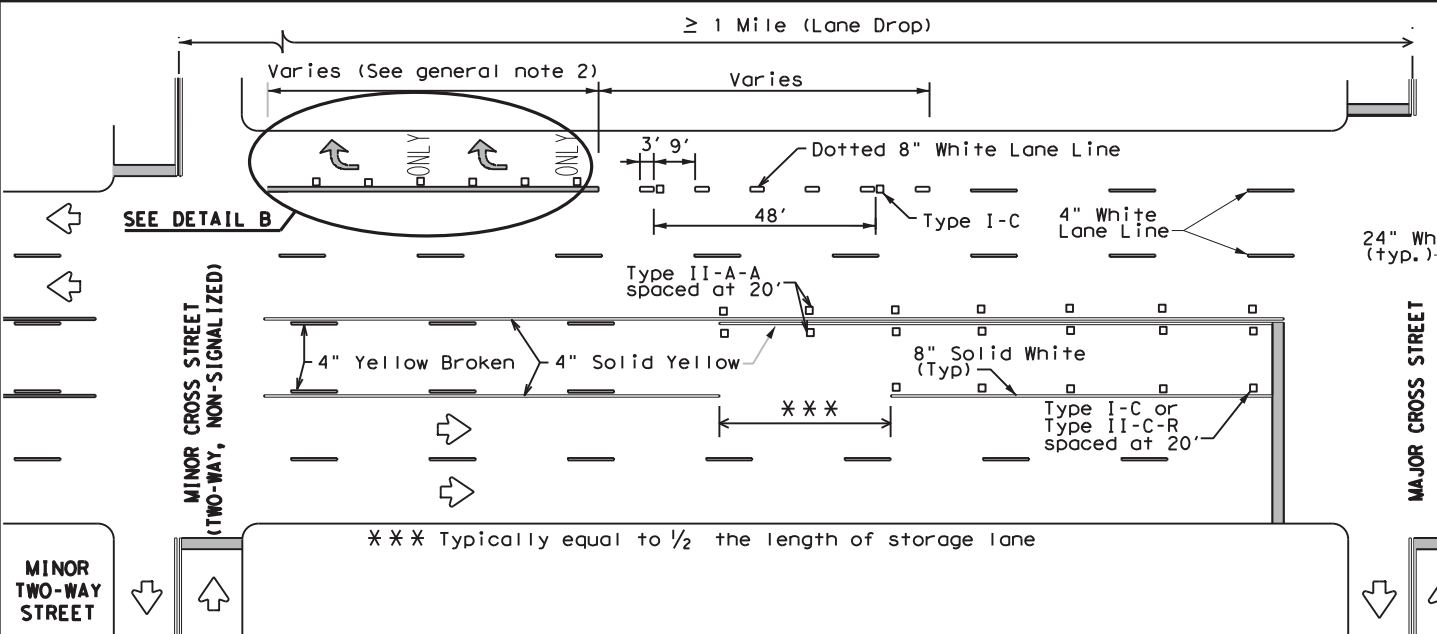 ≥ 1 Mile (Lane Drop)
Varies (See general note 2)
Varies
ONLY
ONLY
3'
9'
Dotted 8" White Lane Line
SEE DETAIL B
48'
Type I-C
4" White
Lane Line
24" Wh
(typ.)
Type II-A-A
spaced at 20'
4" Yellow Broken
4" Solid Yellow
8" Solid White
(Typ)
***
Type I-C or
Type II-C-R
spaced at 20'
MINOR CROSS STREET
(TWO-WAY, NON-SIGNALIZED)
MAJOR CROSS STREET
*** Typically equal to 1/2 the length of storage lane
MINOR
TWO-WAY
STREET